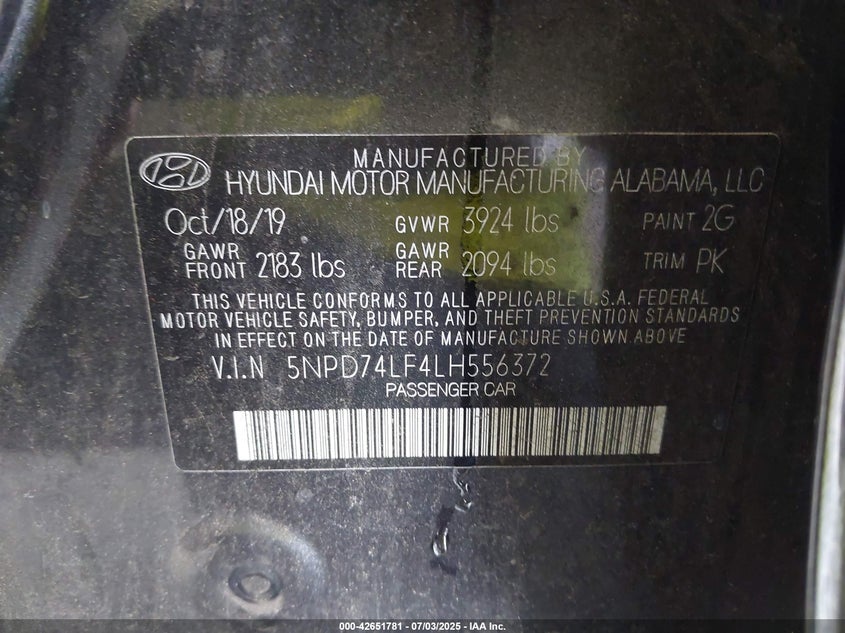 MANUFACTURED BY
HYUNDAI MOTOR MANUFACTURING ALABAMA, LLC
Oct/18/19 GVWR 3924 lbs PAINT 2G
GAWR FRONT 2183 lbs GAWR REAR 2094 lbs TRIM PK
THIS VEHICLE CONFORMS TO ALL APPLICABLE U.S.A. FEDERAL
MOTOR VEHICLE SAFETY, BUMPER, AND THEFT PREVENTION STANDARDS
IN EFFECT ON THE DATE OF MANUFACTURE SHOWN ABOVE
V.I.N 5NPD74LF4LH556372
PASSENGER CAR
000-42651781 - 07/03/2025 - IAA Inc.